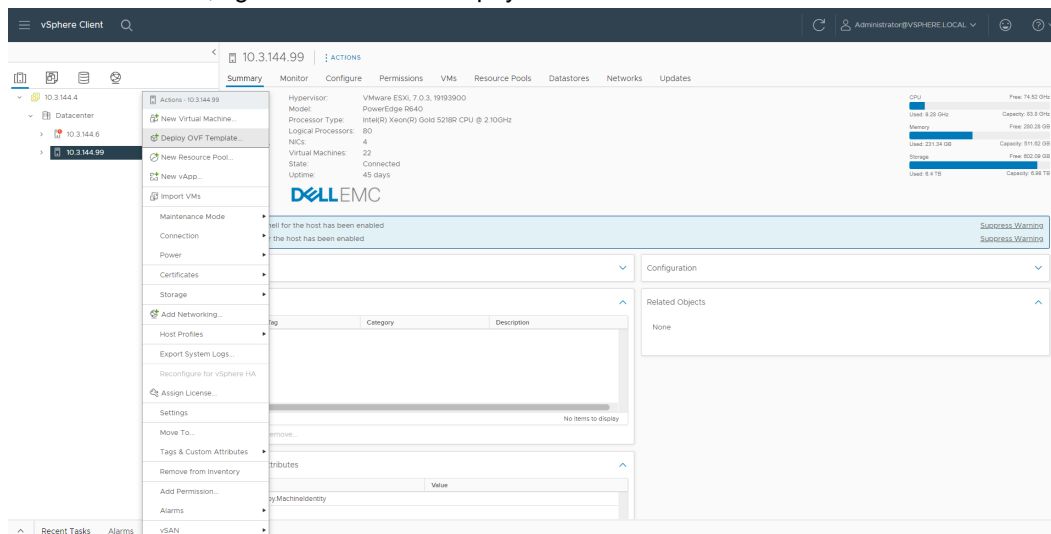 vSphere Client
Administrator@VSPHERE.LOCAL
10.3.144.99
ACTIONS
Summary Monitor Configure Permissions VMs Resource Pools Datastores Networks Updates
10.3.144.4
Datacenter
10.3.144.6
10.3.144.99
Actions - 10.3.144.99
New Virtual Machine...
Deploy OVF Template...
New Resource Pool...
New vApp...
Import VMs
Maintenance Mode
Connection
Power
Certificates
Storage
Add Networking...
Host Profiles
Export System Logs...
Reconfigure for vSphere HA
Assign License...
Settings
Move To...
Tags & Custom Attributes
Remove from Inventory
Add Permission...
Alarms
vSAN
Hypervisor: VMware ESXi, 7.0.3, 19193900
Model: PowerEdge R640
Processor Type: Intel(R) Xeon(R) Gold 5218R CPU @ 2.10GHz
Logical Processors: 80
NICs: 4
Virtual Machines: 22
State: Connected
Uptime: 45 days
DELLEMC
CPU Free: 74.52 GHz
Used: 9.28 GHz Capacity: 83.8 GHz
Memory Free: 280.28 GB
Used: 231.34 GB Capacity: 511.62 GB
Storage Free: 602.09 GB
Used: 6.4 TB Capacity: 6.98 TB
for the host has been enabled
Suppress Warning
the host has been enabled
Suppress Warning
Configuration
Related Objects
None
Tag Category Description
No items to display
Attributes
Value
by.MachineIdentity
Recent Tasks Alarms